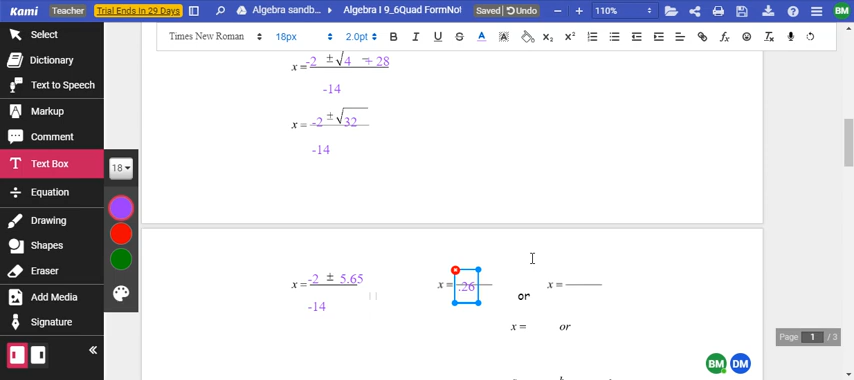 Kami Teacher Trial Ends In 29 Days Algebra sandb... Algebra I 9_6Quad FormNo Saved Undo 110% BM
Select
Dictionary
Text to Speech
Markup
Comment
Text Box
Equation
Drawing
Shapes
Eraser
Add Media
Signature
18
Times New Roman 18px 2.0pt B I U S A A x₂ x²
x = -2 ± √4 - + 28
-14
x = -2 ± √32
-14
x = -2 ± 5.65
-14
x = .26
or
x =
x = or
Page 1 / 3
BM DM